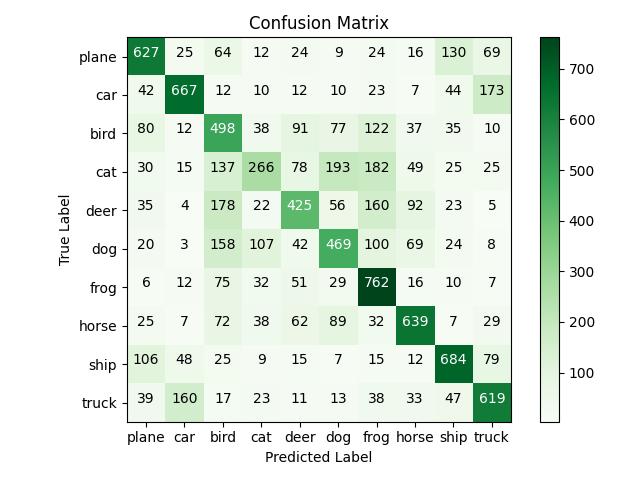 Confusion Matrix
plane 627 25 64 12 24 9 24 16 130 69
car 42 667 12 10 12 10 23 7 44 173
bird 80 12 498 38 91 77 122 37 35 10
cat 30 15 137 266 78 193 182 49 25 25
deer 35 4 178 22 425 56 160 92 23 5
dog 20 3 158 107 42 469 100 69 24 8
frog 6 12 75 32 51 29 762 16 10 7
horse 25 7 72 38 62 89 32 639 7 29
ship 106 48 25 9 15 7 15 12 684 79
truck 39 160 17 23 11 13 38 33 47 619
plane car bird cat deer dog frog horse ship truck
Predicted Label
True Label
700
600
500
400
300
200
100